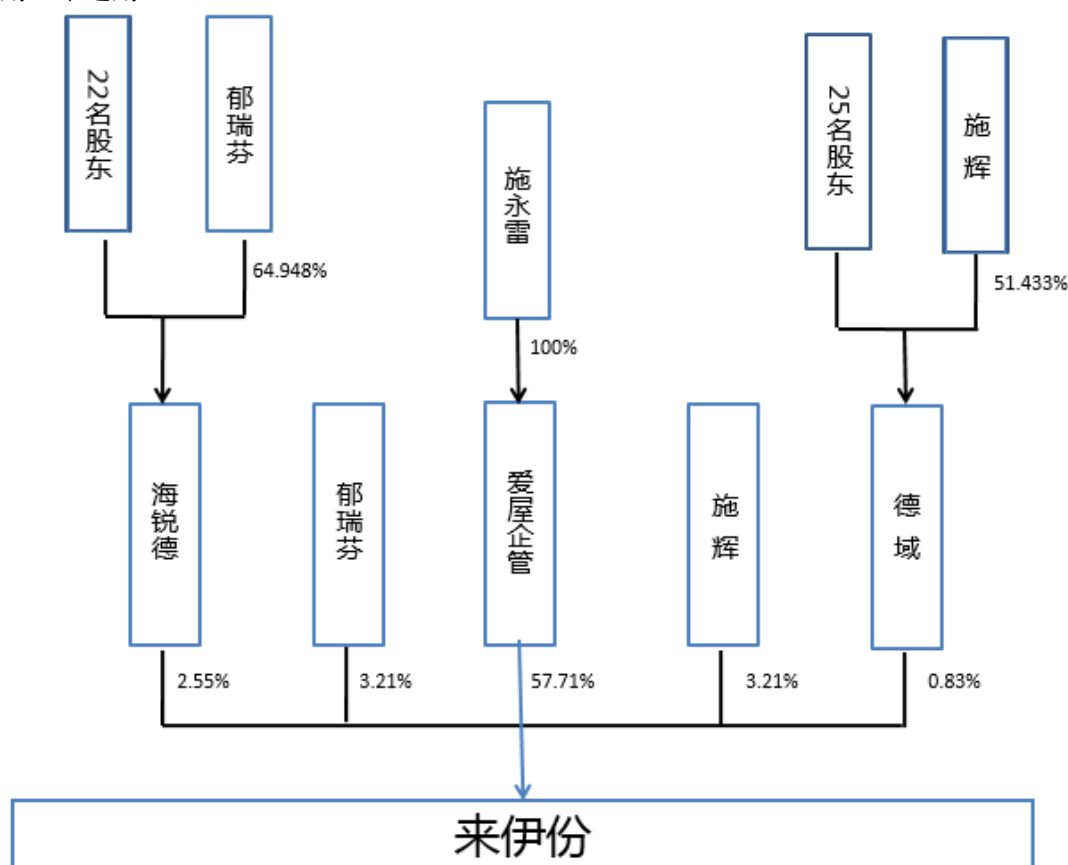 22名股东
郁瑞芬
施永雷
25名股东
施辉
64.948%
51.433%
100%
海锐德
郁瑞芬
爱屋企管
施辉
德域
2.55%
3.21%
57.71%
3.21%
0.83%
来伊份